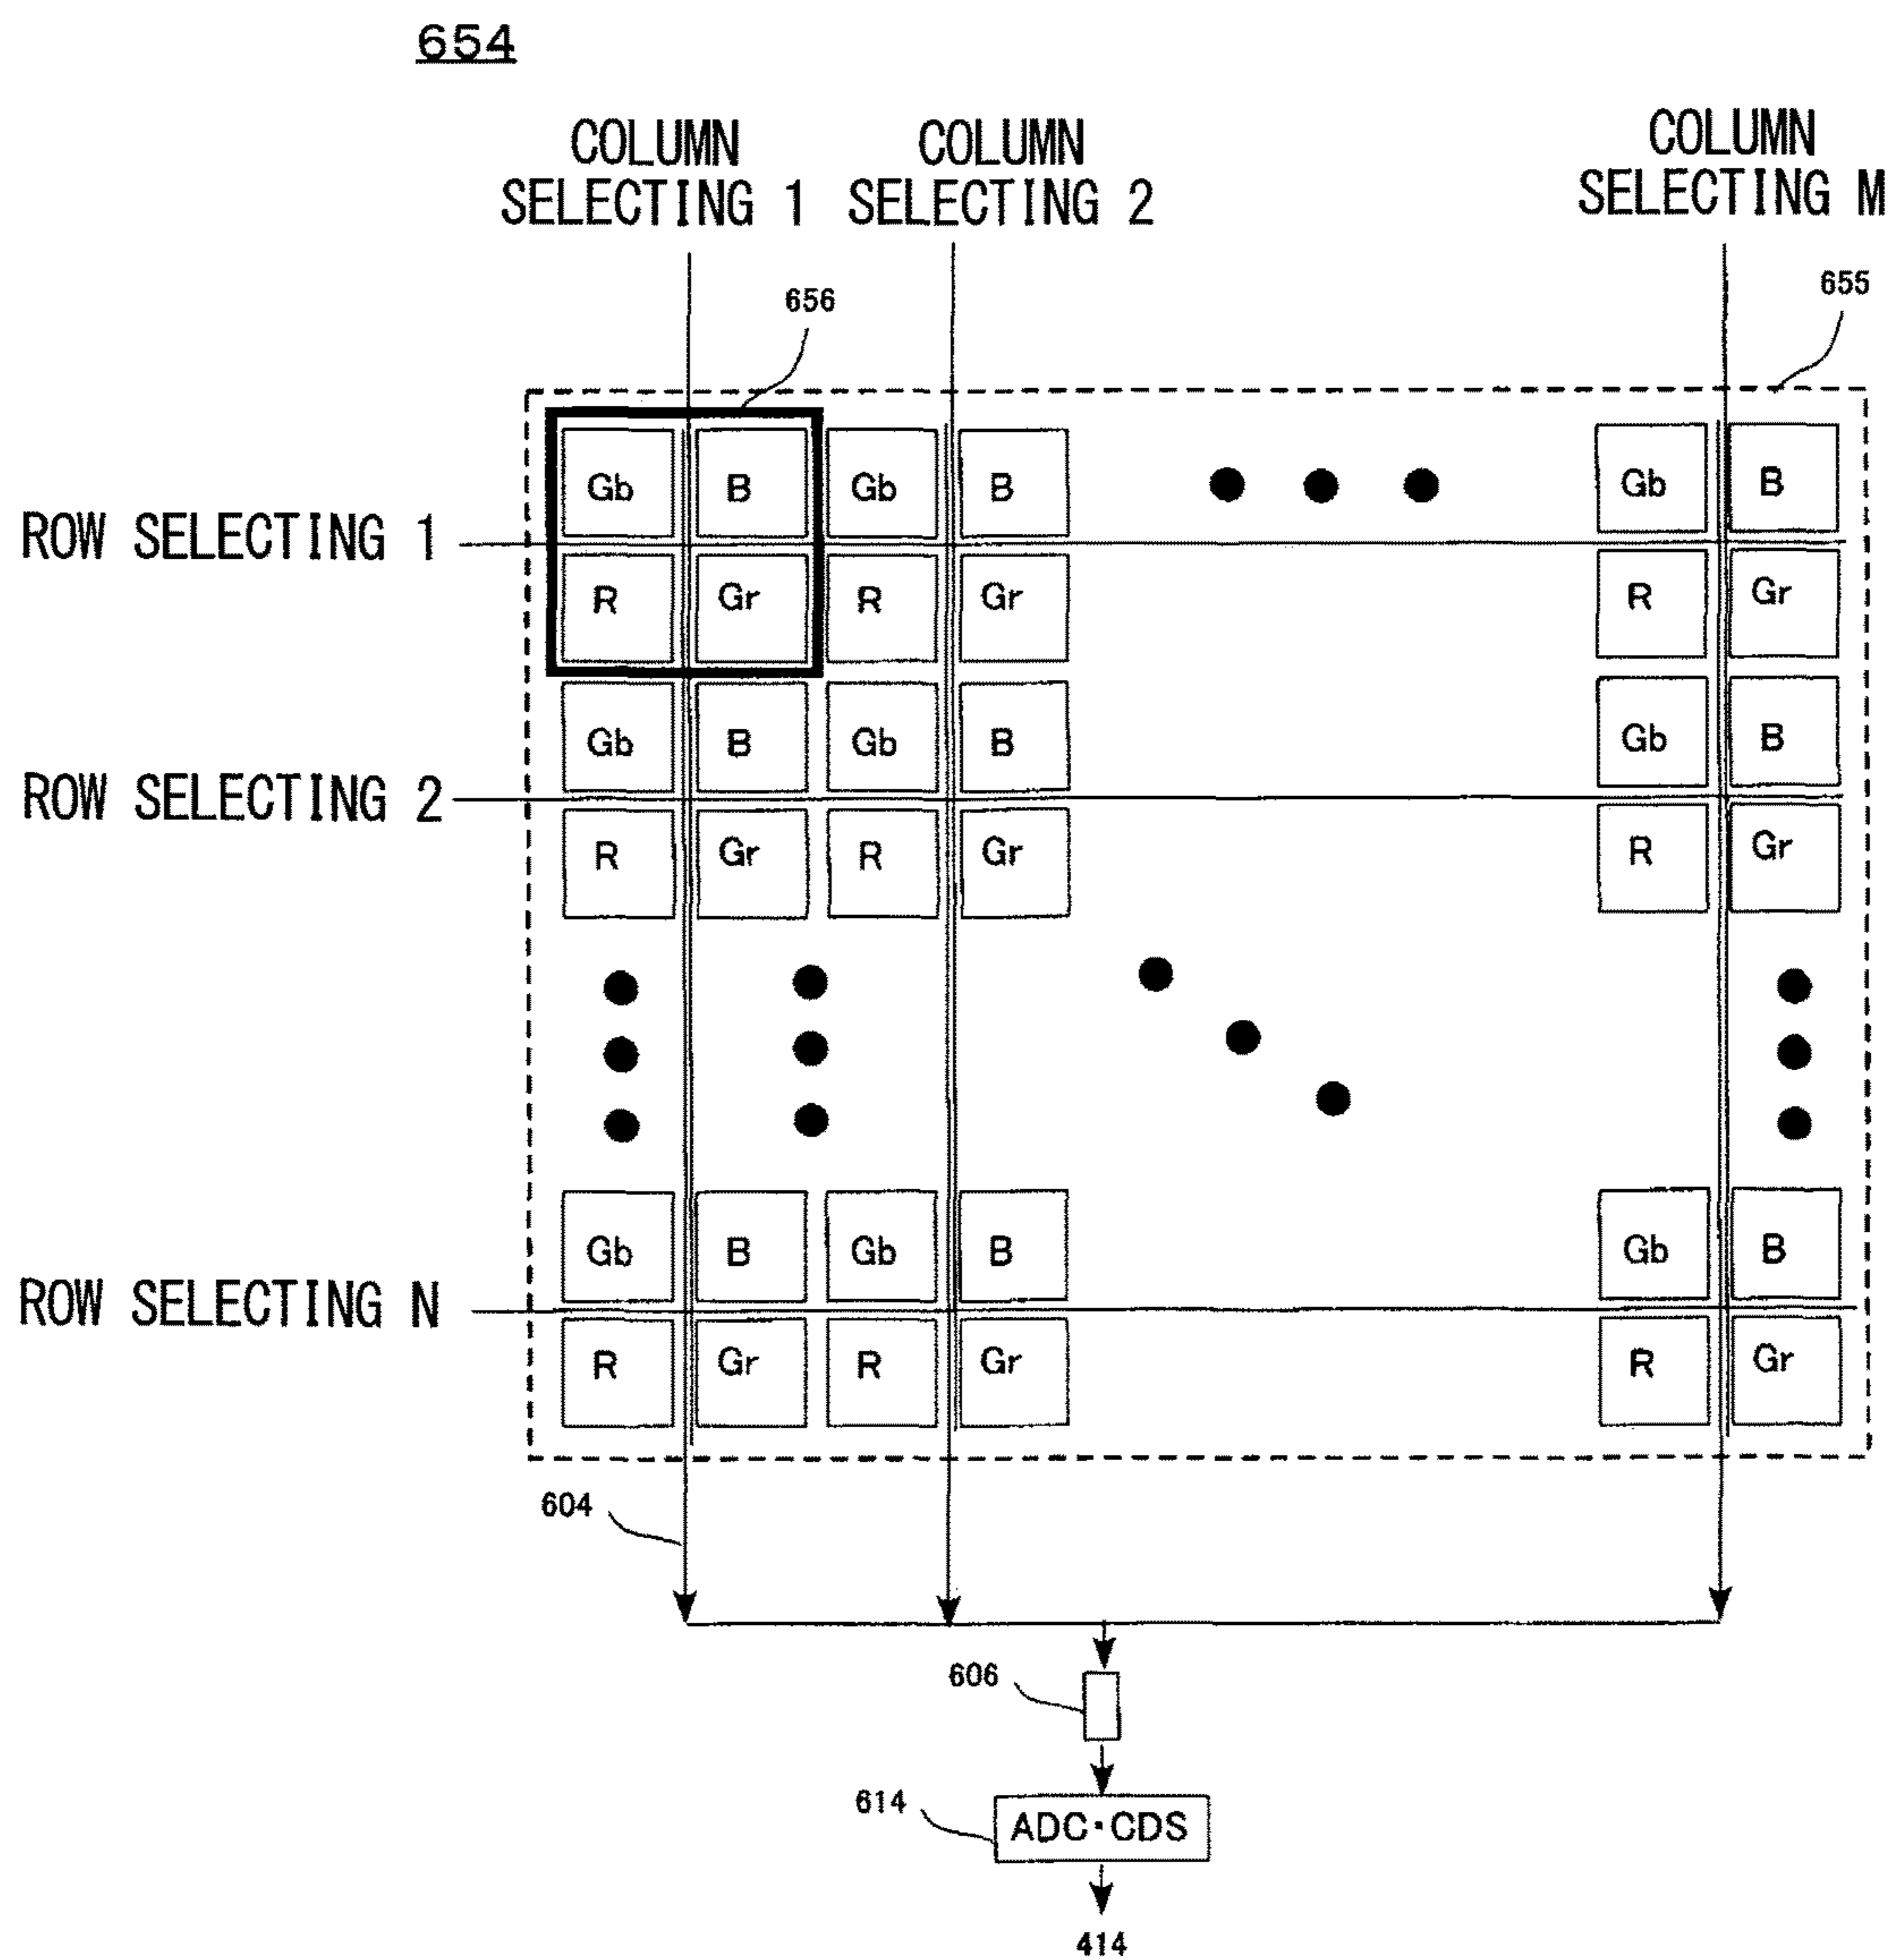 654
COLUMN SELECTING 1
COLUMN SELECTING 2
COLUMN SELECTING M
656
655
Gb B Gb B Gb B
ROW SELECTING 1
R Gr R Gr R Gr
Gb B Gb B Gb B
ROW SELECTING 2
R Gr R Gr R Gr
Gb B Gb B Gb B
ROW SELECTING N
R Gr R Gr R Gr
604
606
614
ADC·CDS
414